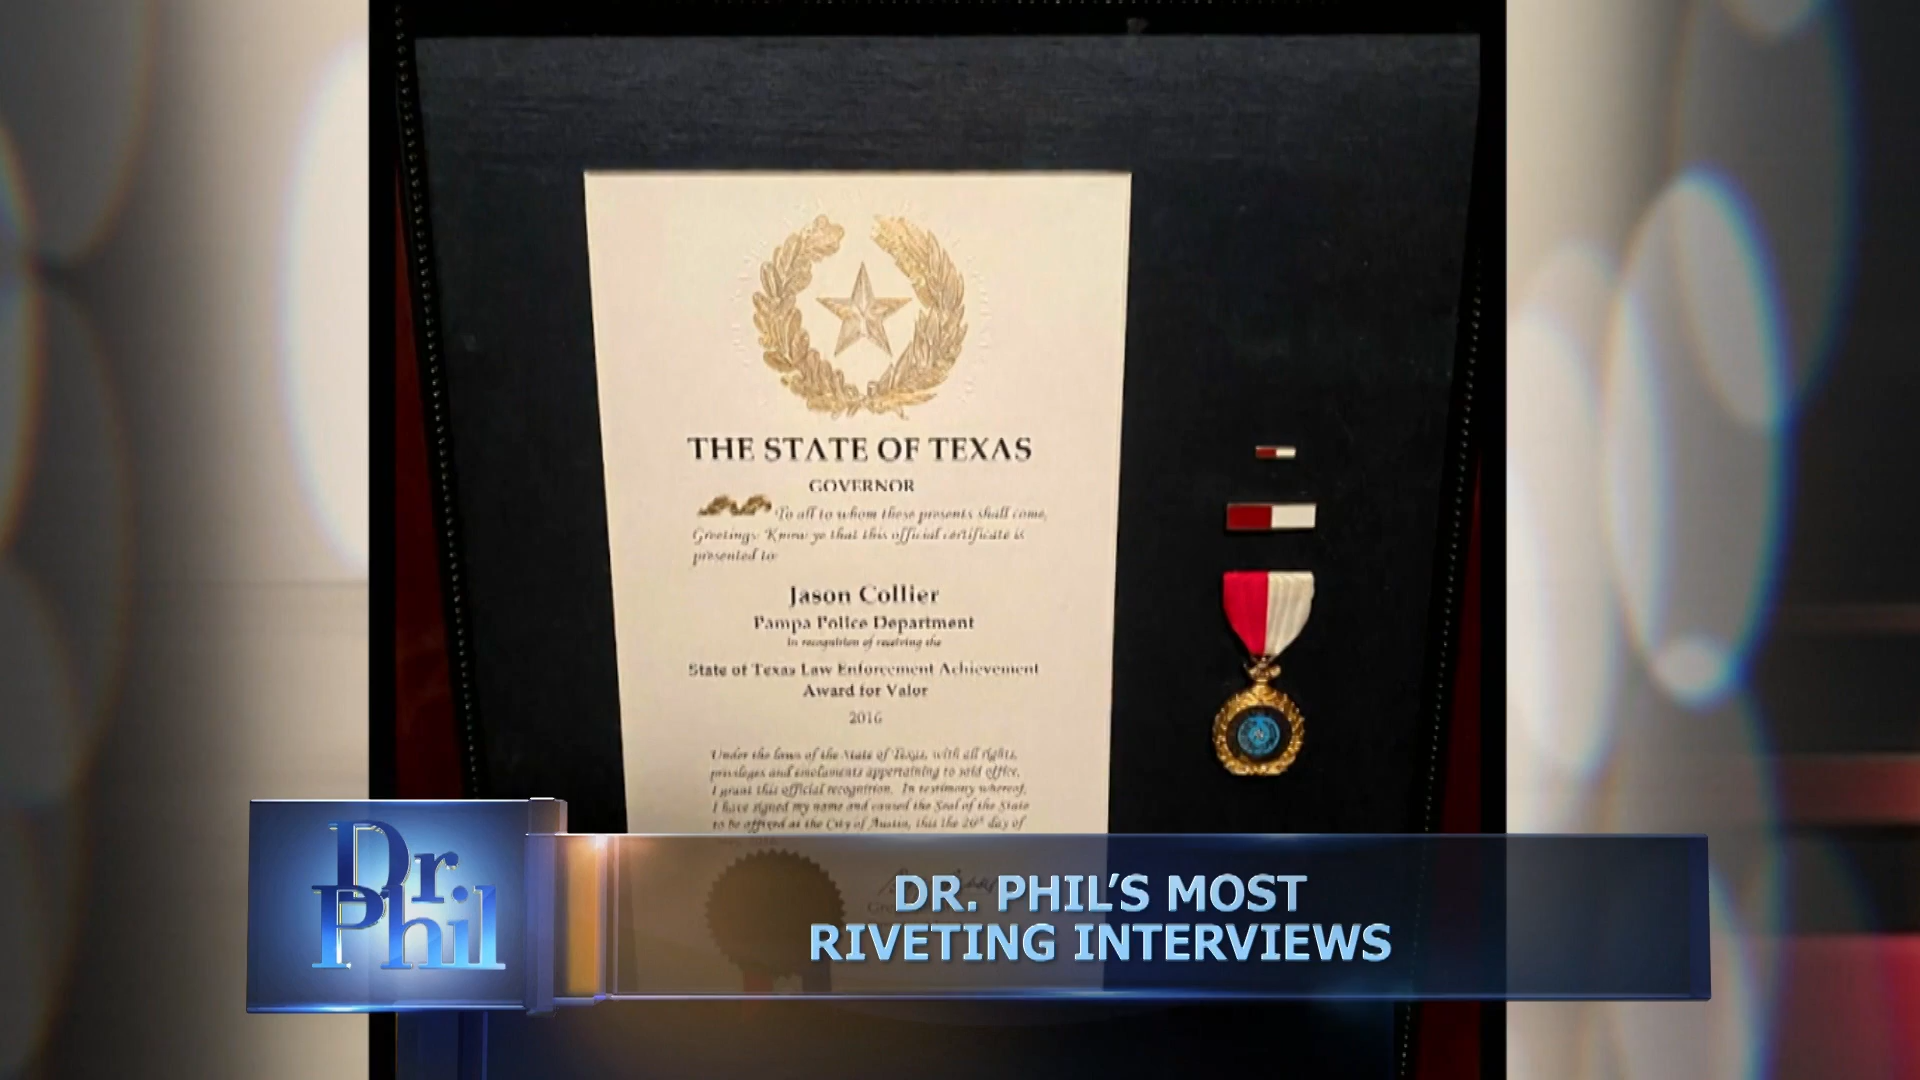 THE STATE OF TEXAS
GOVERNOR
To all to whom these presents shall come,
Greetings: Know ye that this official certificate is
presented to:
Jason Collier
Pampa Police Department
in recognition of receiving the
State of Texas Law Enforcement Achievement
Award for Valor
2016
Under the laws of the State of Texas, with all rights,
privileges and emoluments appertaining to said office,
I grant this official recognition. In testimony whereof,
I have signed my name and caused the Seal of the State
to be affixed at the City of Austin, this the 26th day of
Dr.
Phil
DR. PHIL'S MOST
RIVETING INTERVIEWS